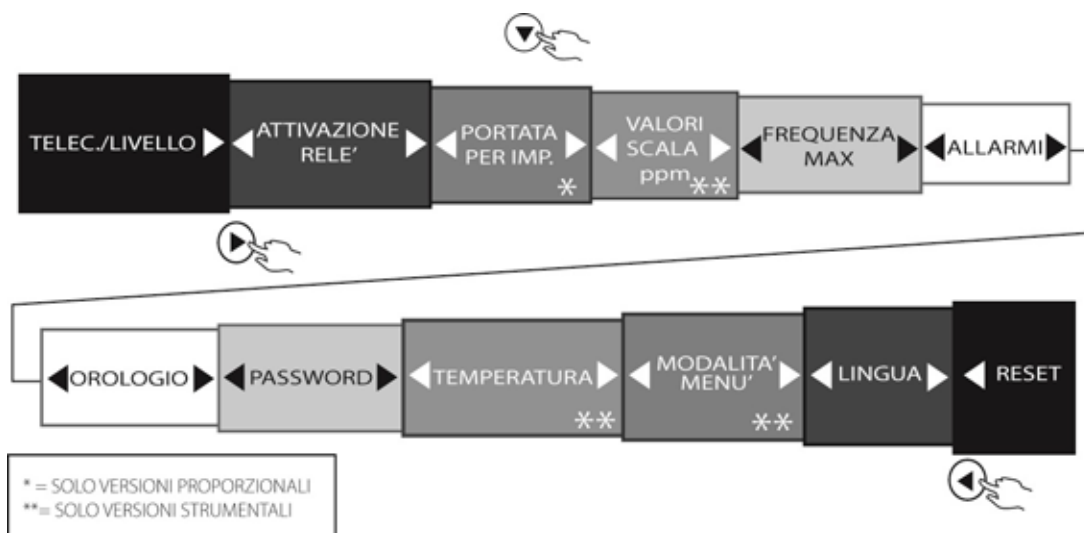 TELEC./LIVELLO
ATTIVAZIONE
RELE'
PORTATA
PER IMP.
*
VALORI
SCALA
ppm
**
FREQUENZA
MAX
ALLARMI
OROLOGIO
PASSWORD
TEMPERATURA
**
MODALITA'
MENU'
**
LINGUA
RESET
* = SOLO VERSIONI PROPORZIONALI
**= SOLO VERSIONI STRUMENTALI